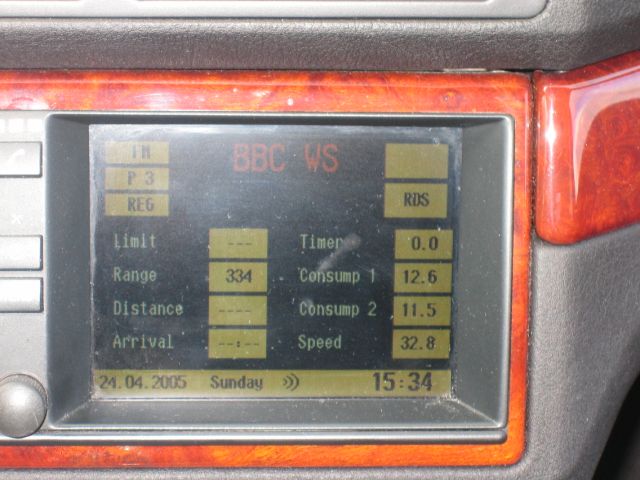 TM BBC WS
P 3
REG RDS
Limit --- Timer 0.0
Range 334 Consump 1 12.6
Distance ---- Consump 2 11.5
Arrival --:-- Speed 32.8
24.04.2005 Sunday 15:34